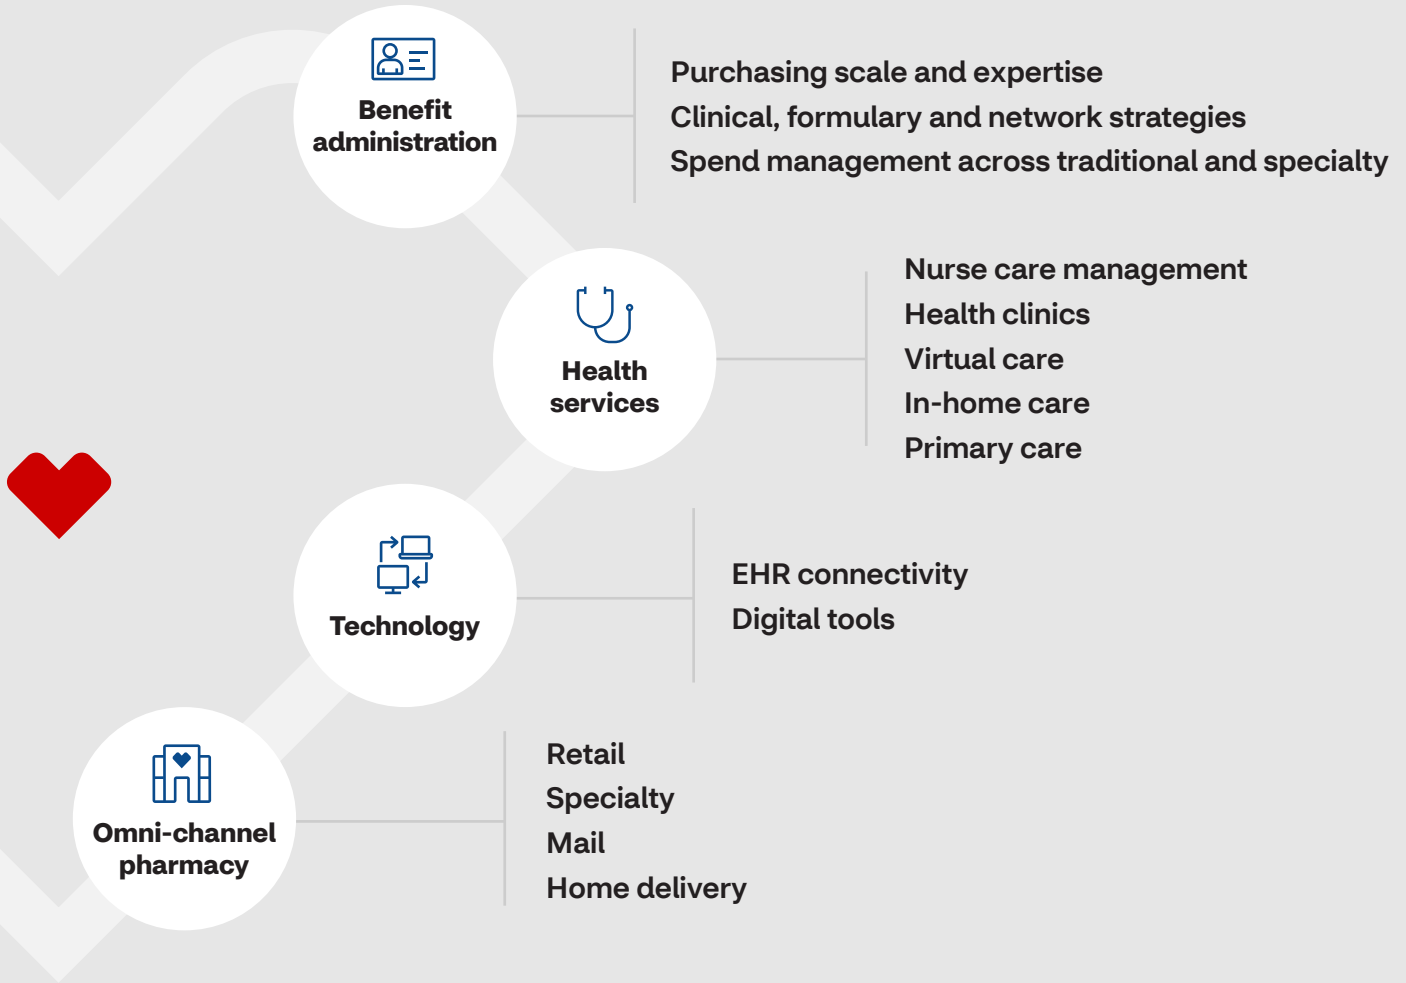 Benefit
administration
Purchasing scale and expertise
Clinical, formulary and network strategies
Spend management across traditional and specialty
Health
services
Nurse care management
Health clinics
Virtual care
In-home care
Primary care
Technology
EHR connectivity
Digital tools
Omni-channel
pharmacy
Retail
Specialty
Mail
Home delivery